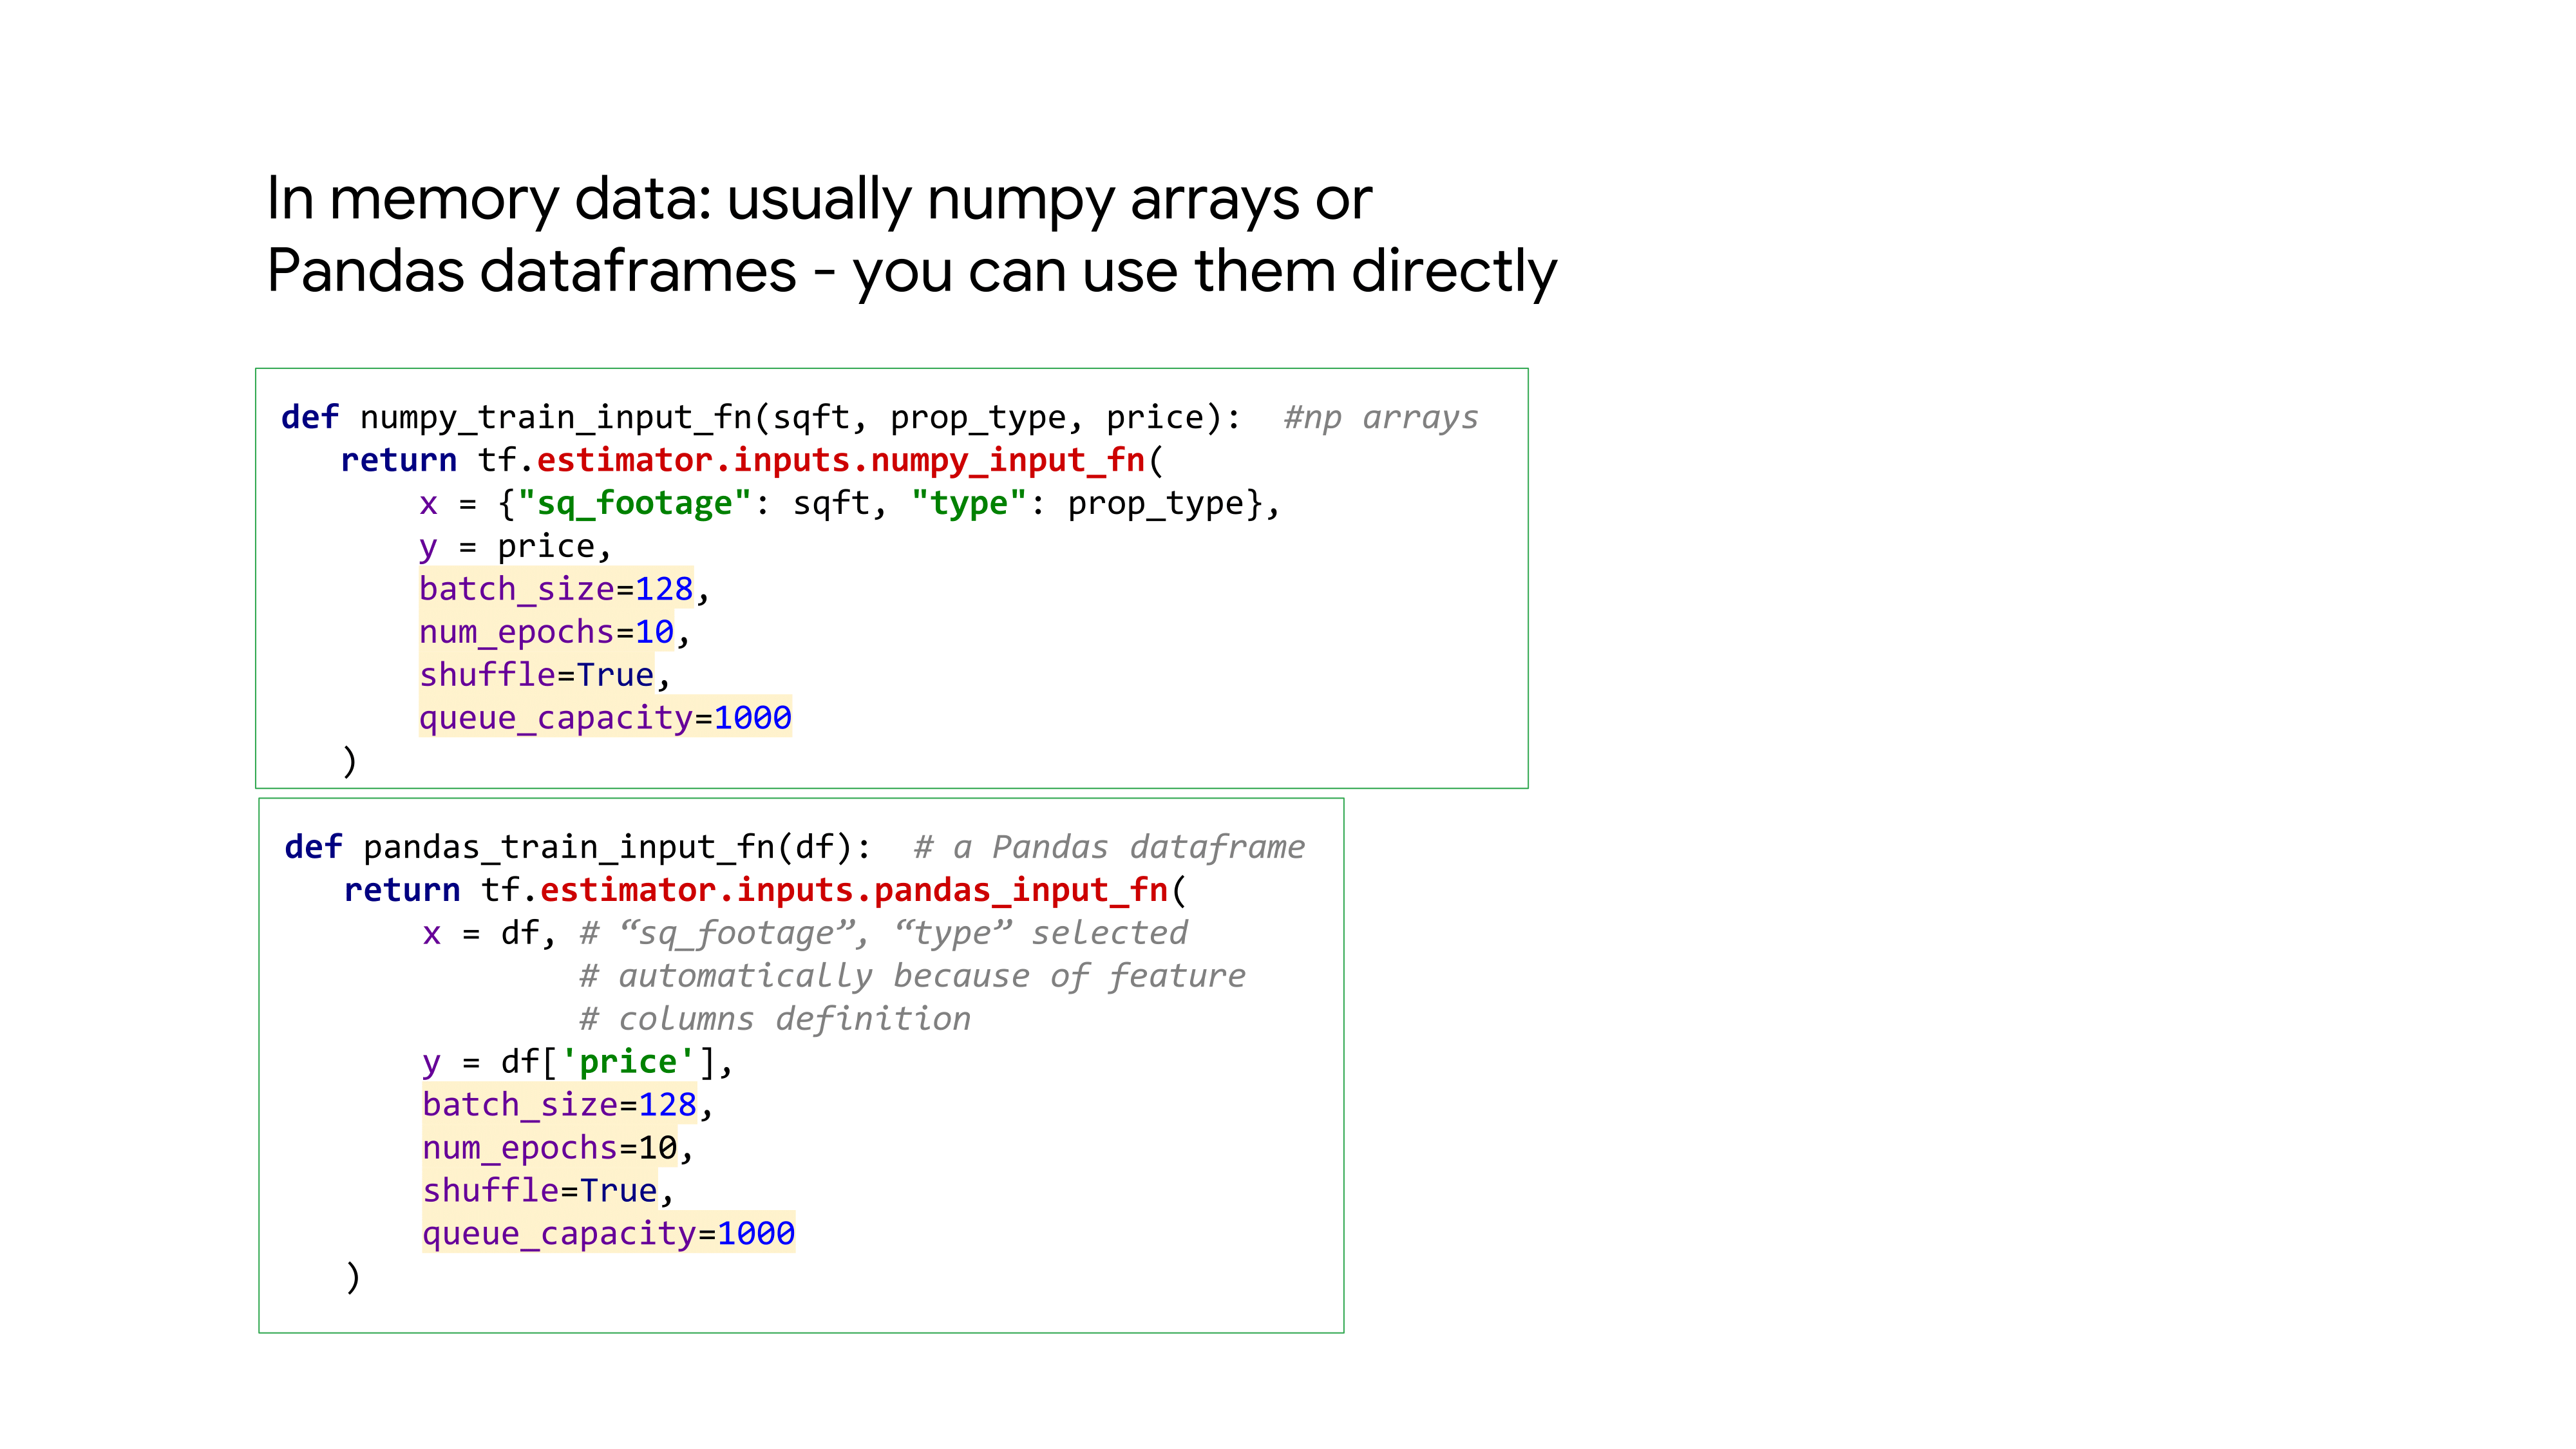 In memory data: usually numpy arrays or
Pandas dataframes - you can use them directly
def numpy_train_input_fn(sqft, prop_type, price):  #np arrays
   return tf.estimator.inputs.numpy_input_fn(
       x = {"sq_footage": sqft, "type": prop_type},
       y = price,
       batch_size=128,
       num_epochs=10,
       shuffle=True,
       queue_capacity=1000
   )
def pandas_train_input_fn(df):  # a Pandas dataframe
   return tf.estimator.inputs.pandas_input_fn(
       x = df, # “sq_footage”, “type” selected
               # automatically because of feature
               # columns definition
       y = df['price'],
       batch_size=128,
       num_epochs=10,
       shuffle=True,
       queue_capacity=1000
   )